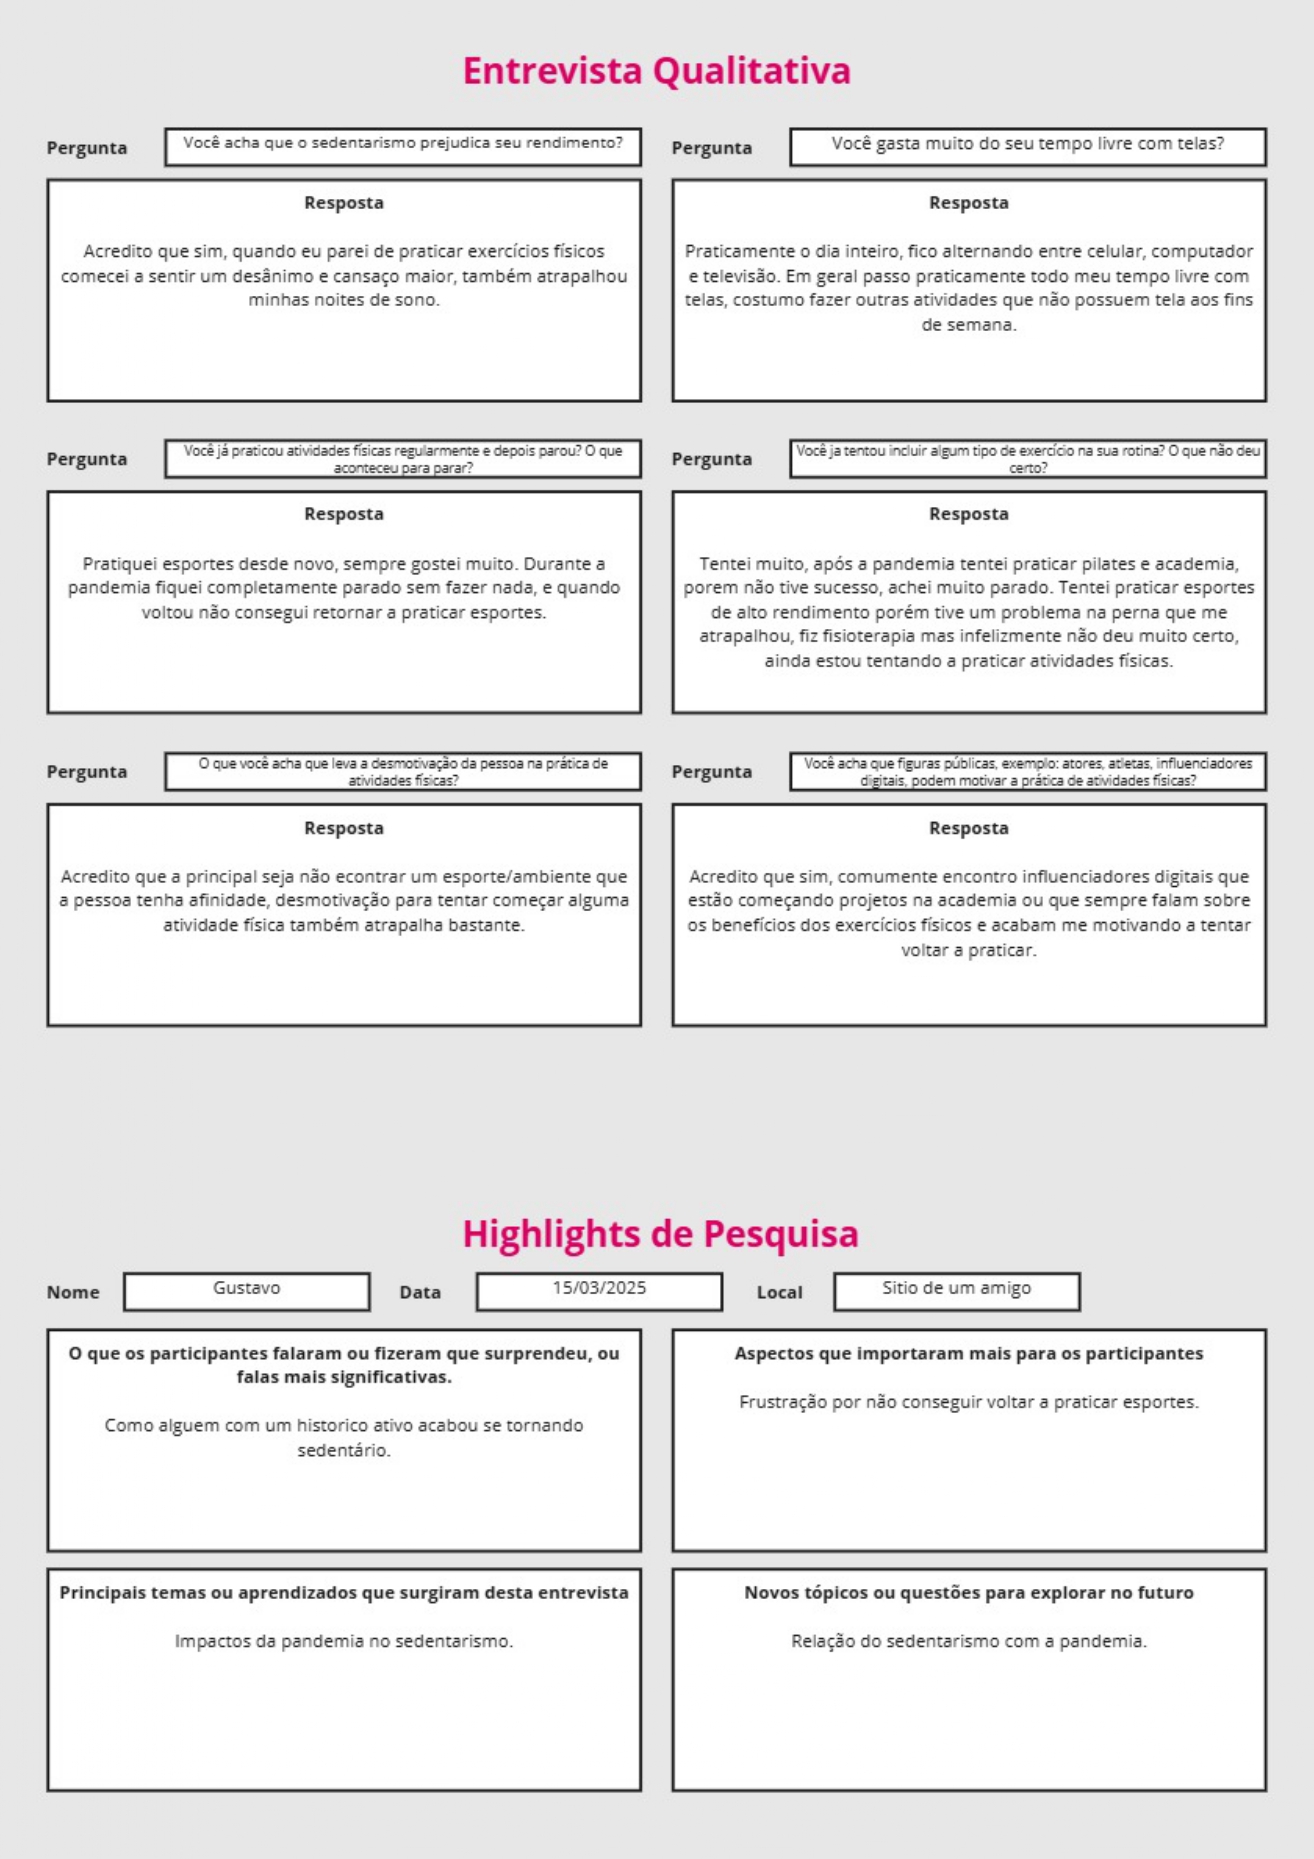 Entrevista Qualitativa
Pergunta
Você acha que o sedentarismo prejudica seu rendimento?
Resposta
Acredito que sim, quando eu parei de praticar exercícios físicos
comecei a sentir um desânimo e cansaço maior, também atrapalhou
minhas noites de sono.
Pergunta
Você gasta muito do seu tempo livre com telas?
Resposta
Praticamente o dia inteiro, fico alternando entre celular, computador
e televisão. Em geral passo praticamente todo meu tempo livre com
telas, costumo fazer outras atividades que não possuem tela aos fins
de semana.
Pergunta
Você já praticou atividades físicas regularmente e depois parou? O que
aconteceu para parar?
Resposta
Pratiquei esportes desde novo, sempre gostei muito. Durante a
pandemia fiquei completamente parado sem fazer nada, e quando
voltou não consegui retornar a praticar esportes.
Pergunta
Você ja tentou incluir algum tipo de exercício na sua rotina? O que não deu
certo?
Resposta
Tentei muito, após a pandemia tentei praticar pilates e academia,
porem não tive sucesso, achei muito parado. Tentei praticar esportes
de alto rendimento porém tive um problema na perna que me
atrapalhou, fiz fisioterapia mas infelizmente não deu muito certo,
ainda estou tentando a praticar atividades físicas.
Pergunta
O que você acha que leva a desmotivação da pessoa na prática de
atividades físicas?
Resposta
Acredito que a principal seja não econtrar um esporte/ambiente que
a pessoa tenha afinidade, desmotivação para tentar começar alguma
atividade física também atrapalha bastante.
Pergunta
Você acha que figuras públicas, exemplo: atores, atletas, influenciadores
digitais, podem motivar a prática de atividades físicas?
Resposta
Acredito que sim, comumente encontro influenciadores digitais que
estão começando projetos na academia ou que sempre falam sobre
os benefícios dos exercícios físicos e acabam me motivando a tentar
voltar a praticar.
Highlights de Pesquisa
Nome
Gustavo
Data
15/03/2025
Local
Sitio de um amigo
O que os participantes falaram ou fizeram que surpreendeu, ou
falas mais significativas.
Como alguem com um historico ativo acabou se tornando
sedentário.
Aspectos que importaram mais para os participantes
Frustração por não conseguir voltar a praticar esportes.
Principais temas ou aprendizados que surgiram desta entrevista
Impactos da pandemia no sedentarismo.
Novos tópicos ou questões para explorar no futuro
Relação do sedentarismo com a pandemia.